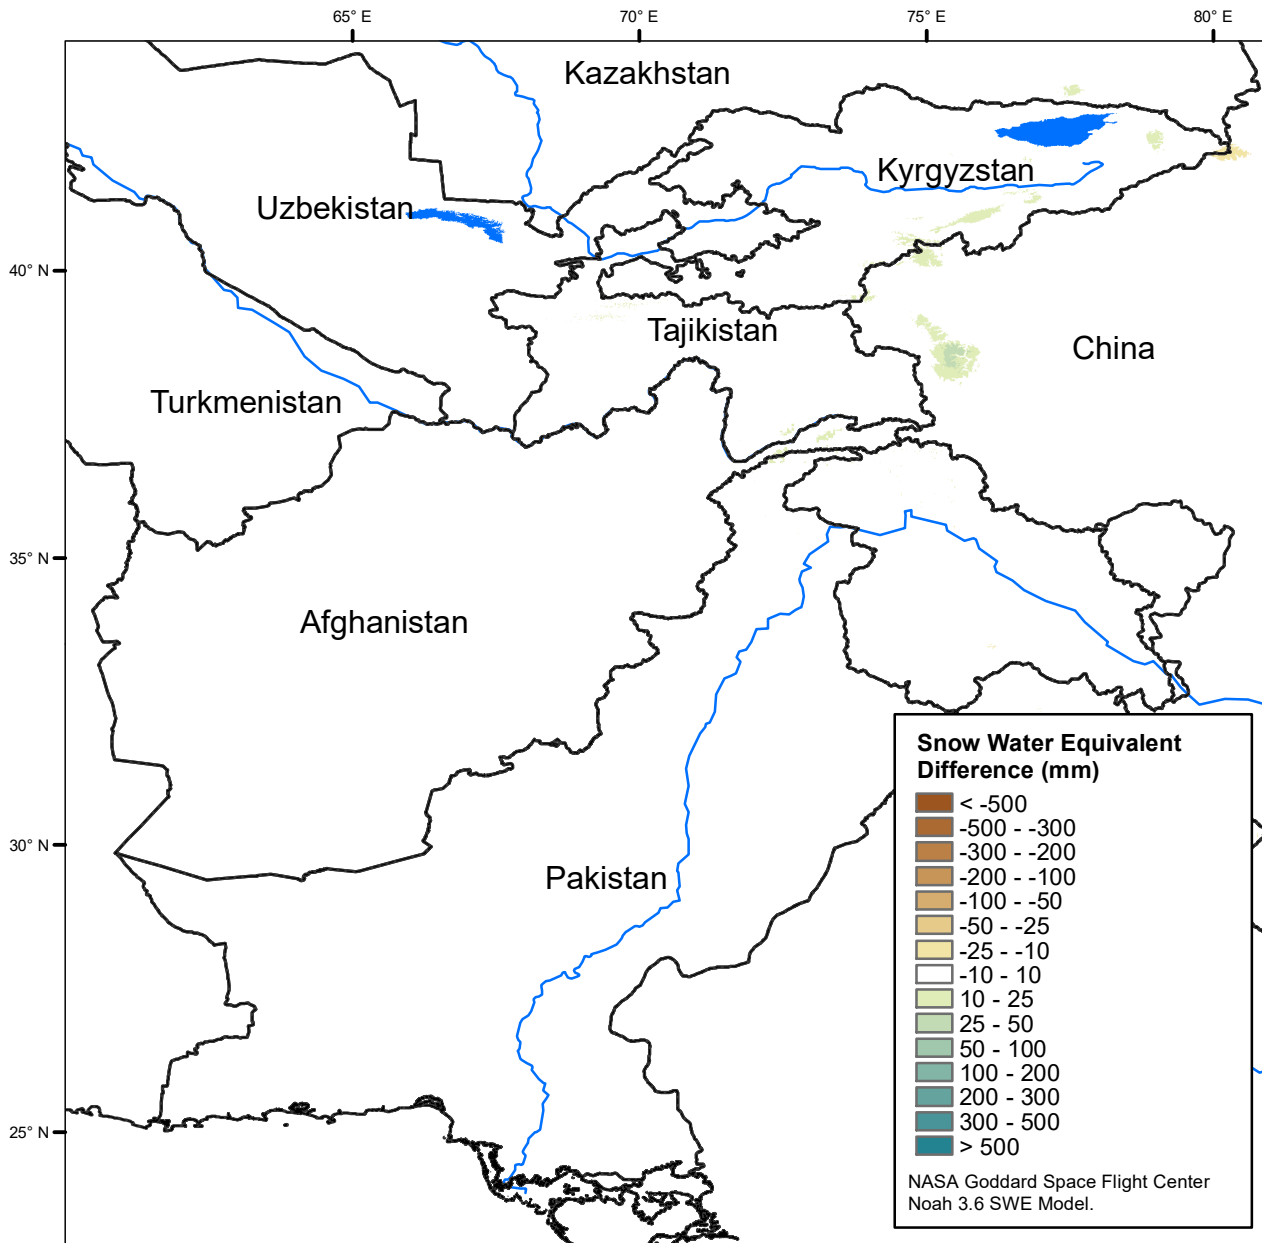 65° E
70° E
75° E
80° E
Kazakhstan
Kyrgyzstan
Uzbekistan
40° N
Tajikistan
China
Turkmenistan
35° N
Afghanistan
Snow Water Equivalent
Difference (mm)
< -500
-500 - -300
-300 - -200
-200 - -100
-100 - -50
-50 - -25
-25 - -10
-10 - 10
10 - 25
25 - 50
50 - 100
100 - 200
200 - 300
300 - 500
> 500
NASA Goddard Space Flight Center
Noah 3.6 SWE Model.
30° N
Pakistan
25° N